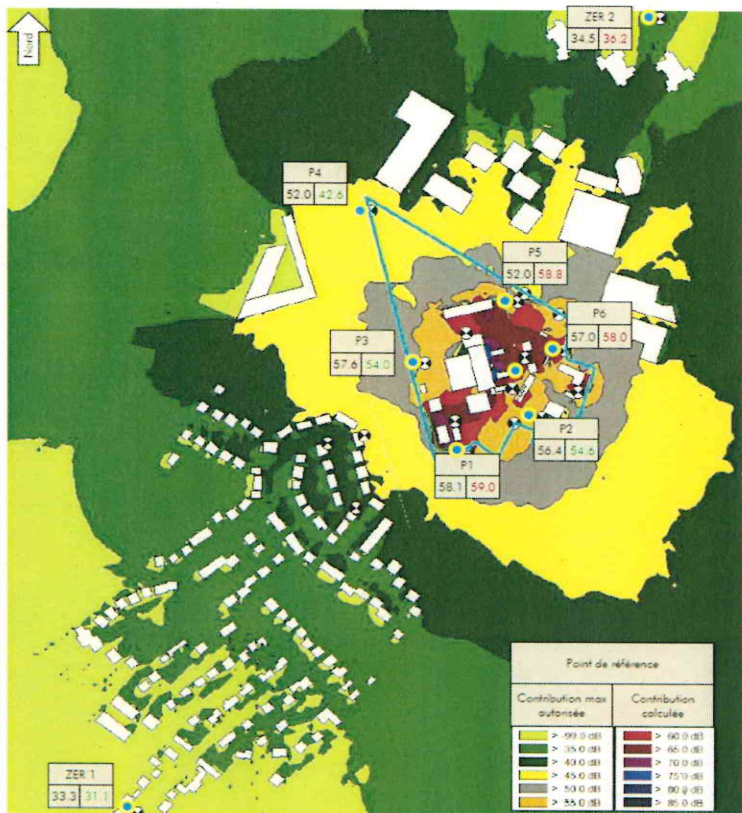 Nord
ZER 2
34.5 36.2
P4
52.0 42.6
P5
52.0 58.8
P6
57.0 58.0
P3
57.6 54.0
P2
56.4 54.6
P1
58.1 59.0
ZER 1
33.3 31.1
Point de référence
Contribution max autorisée
Contribution calculée
> -99.0 dB
> 35.0 dB
> 40.0 dB
> 45.0 dB
> 50.0 dB
> 55.0 dB
> 60.0 dB
> 65.0 dB
> 70.0 dB
> 75.0 dB
> 80.0 dB
> 85.0 dB